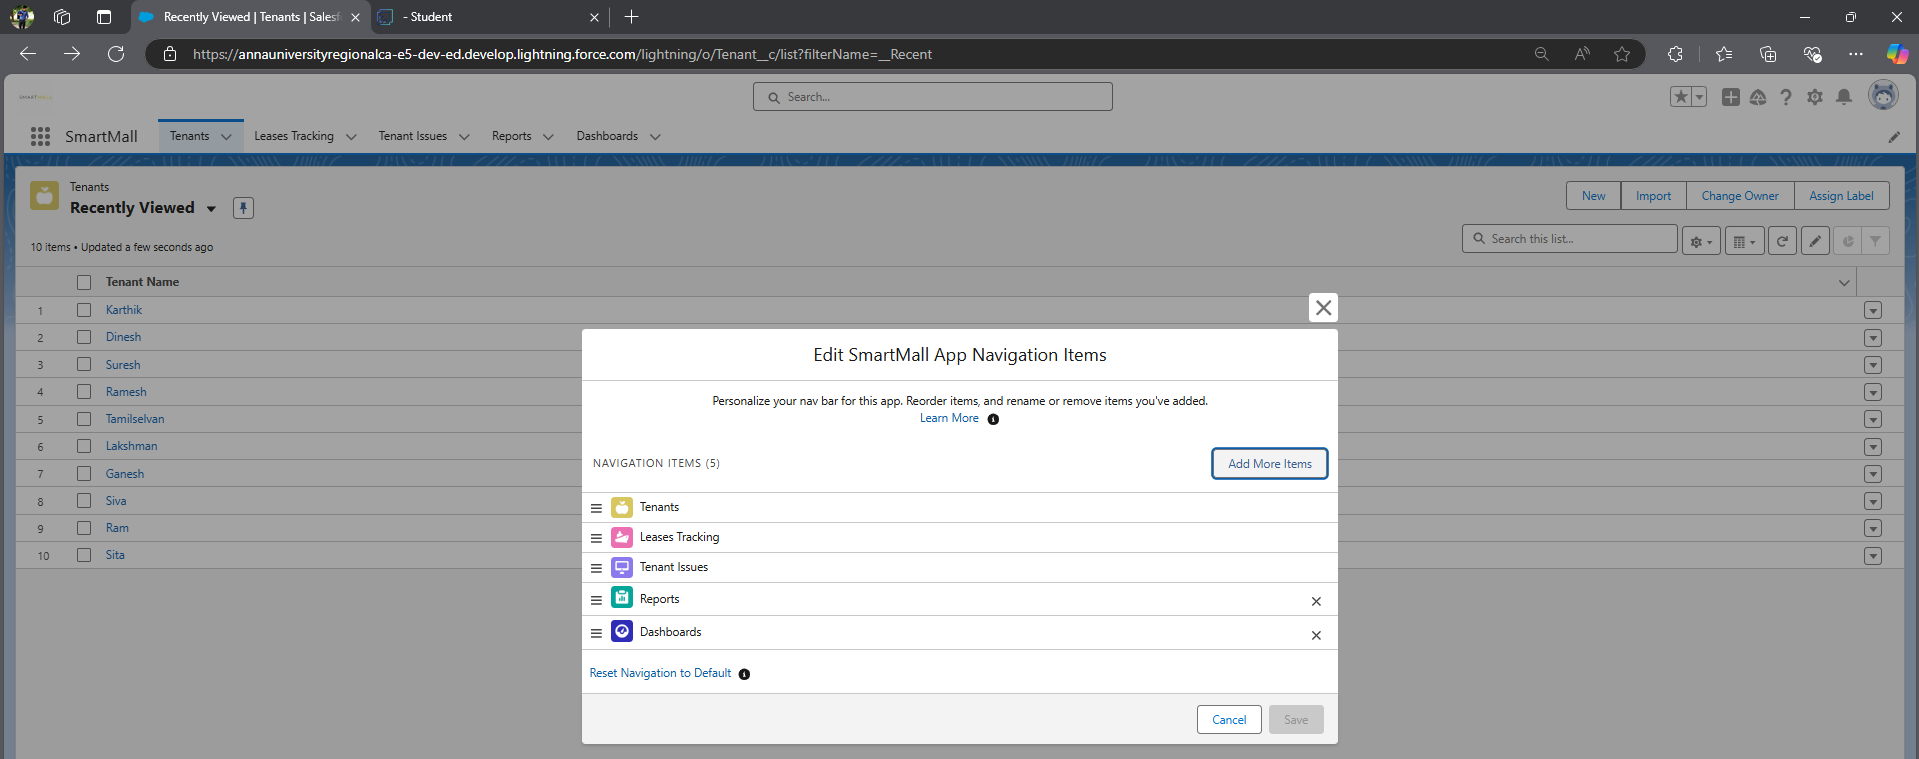 Recently Viewed | Tenants | Salesf
- Student
https://annauniversityregionalca-e5-dev-ed.develop.lightning.force.com/lightning/o/Tenant__c/list?filterName=__Recent
SMARTMALL
Search...
SmartMall
Tenants
Leases Tracking
Tenant Issues
Reports
Dashboards
Tenants
Recently Viewed
New
Import
Change Owner
Assign Label
10 items • Updated a few seconds ago
Search this list...
Tenant Name
1 Karthik
2 Dinesh
3 Suresh
4 Ramesh
5 Tamilselvan
6 Lakshman
7 Ganesh
8 Siva
9 Ram
10 Sita
Edit SmartMall App Navigation Items
Personalize your nav bar for this app. Reorder items, and rename or remove items you've added.
Learn More
NAVIGATION ITEMS (5)
Add More Items
Tenants
Leases Tracking
Tenant Issues
Reports
Dashboards
Reset Navigation to Default
Cancel
Save